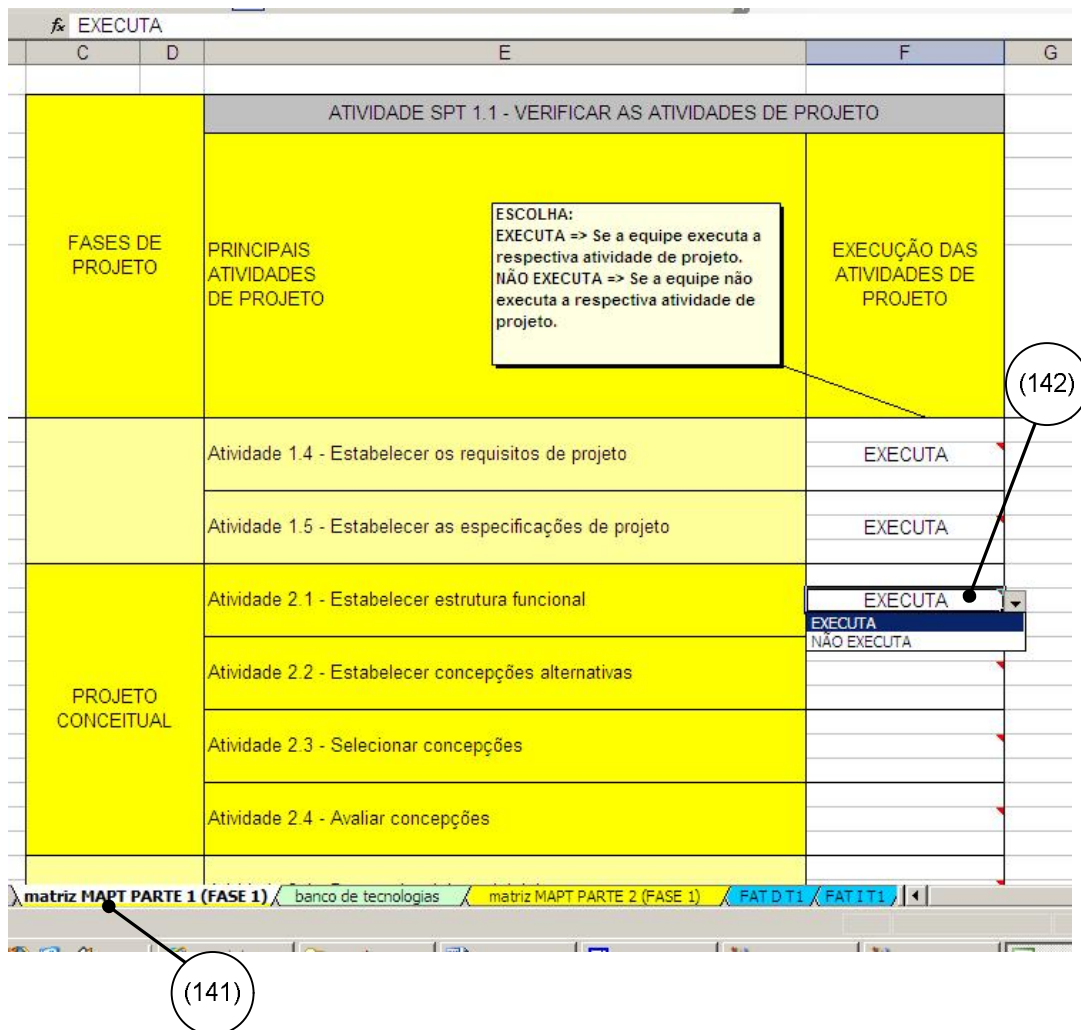 fx EXECUTA
C D E F G
ATIVIDADE SPT 1.1 - VERIFICAR AS ATIVIDADES DE PROJETO
FASES DE
PROJETO
PRINCIPAIS
ATIVIDADES
DE PROJETO
ESCOLHA:
EXECUTA => Se a equipe executa a
respectiva atividade de projeto.
NÃO EXECUTA => Se a equipe não
executa a respectiva atividade de
projeto.
EXECUÇÃO DAS
ATIVIDADES DE
PROJETO
(142)
Atividade 1.4 - Estabelecer os requisitos de projeto
EXECUTA
Atividade 1.5 - Estabelecer as especificações de projeto
EXECUTA
PROJETO
CONCEITUAL
Atividade 2.1 - Estabelecer estrutura funcional
EXECUTA
EXECUTA
NÃO EXECUTA
Atividade 2.2 - Estabelecer concepções alternativas
Atividade 2.3 - Selecionar concepções
Atividade 2.4 - Avaliar concepções
matriz MAPT PARTE 1 (FASE 1) banco de tecnologias matriz MAPT PARTE 2 (FASE 1) FAT D T1 FAT I T1
(141)